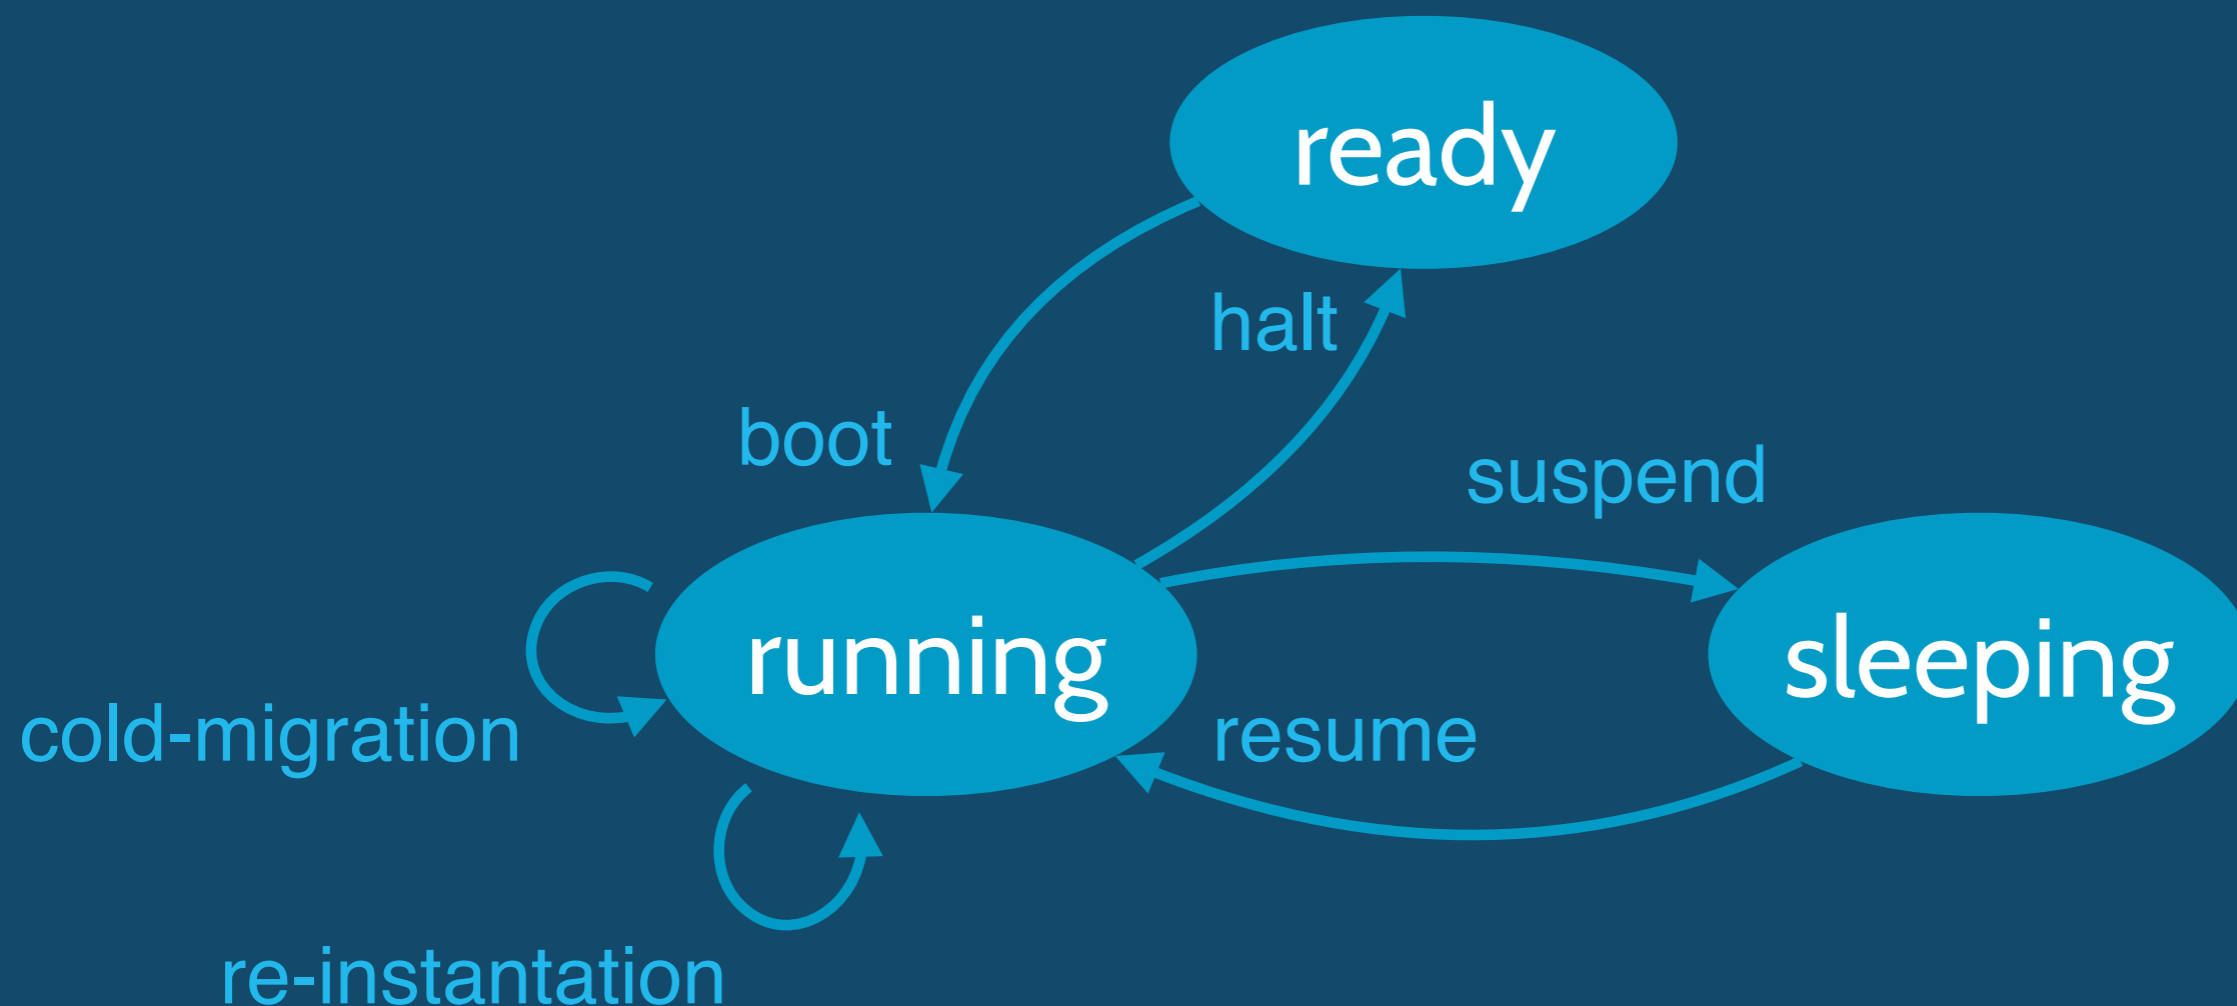 ready
halt
boot
suspend
running
sleeping
cold-migration
resume
re-instantation